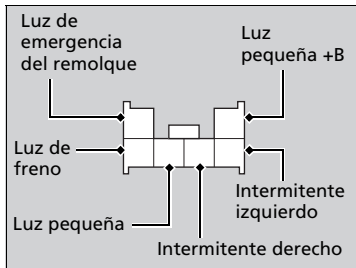 Luz de
emergencia
del remolque
Luz
pequeña +B
Luz de
freno
Intermitente
izquierdo
Luz pequeña
Intermitente derecho